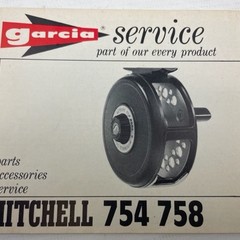 garcia service
part of our every product
parts
accessories
service
MITCHELL 754 758